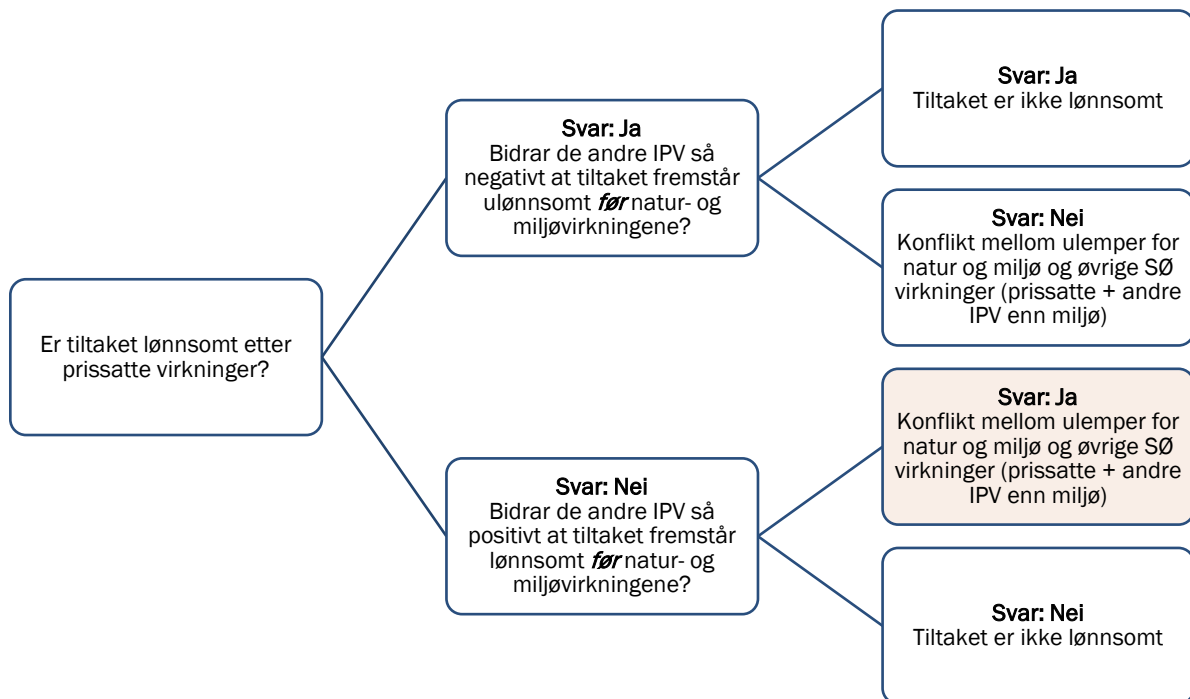 Er tiltaket lønnsomt etter
prissatte virkninger?
Svar: Ja
Bidrar de andre IPV så
negativt at tiltaket fremstår
ulønnsomt før natur- og
miljøvirkningene?
Svar: Ja
Tiltaket er ikke lønnsomt
Svar: Nei
Konflikt mellom ulemper for
natur og miljø og øvrige SØ
virkninger (prissatte + andre
IPV enn miljø)
Svar: Nei
Bidrar de andre IPV så
positivt at tiltaket fremstår
lønnsomt før natur- og
miljøvirkningene?
Svar: Ja
Konflikt mellom ulemper for
natur og miljø og øvrige SØ
virkninger (prissatte + andre
IPV enn miljø)
Svar: Nei
Tiltaket er ikke lønnsomt